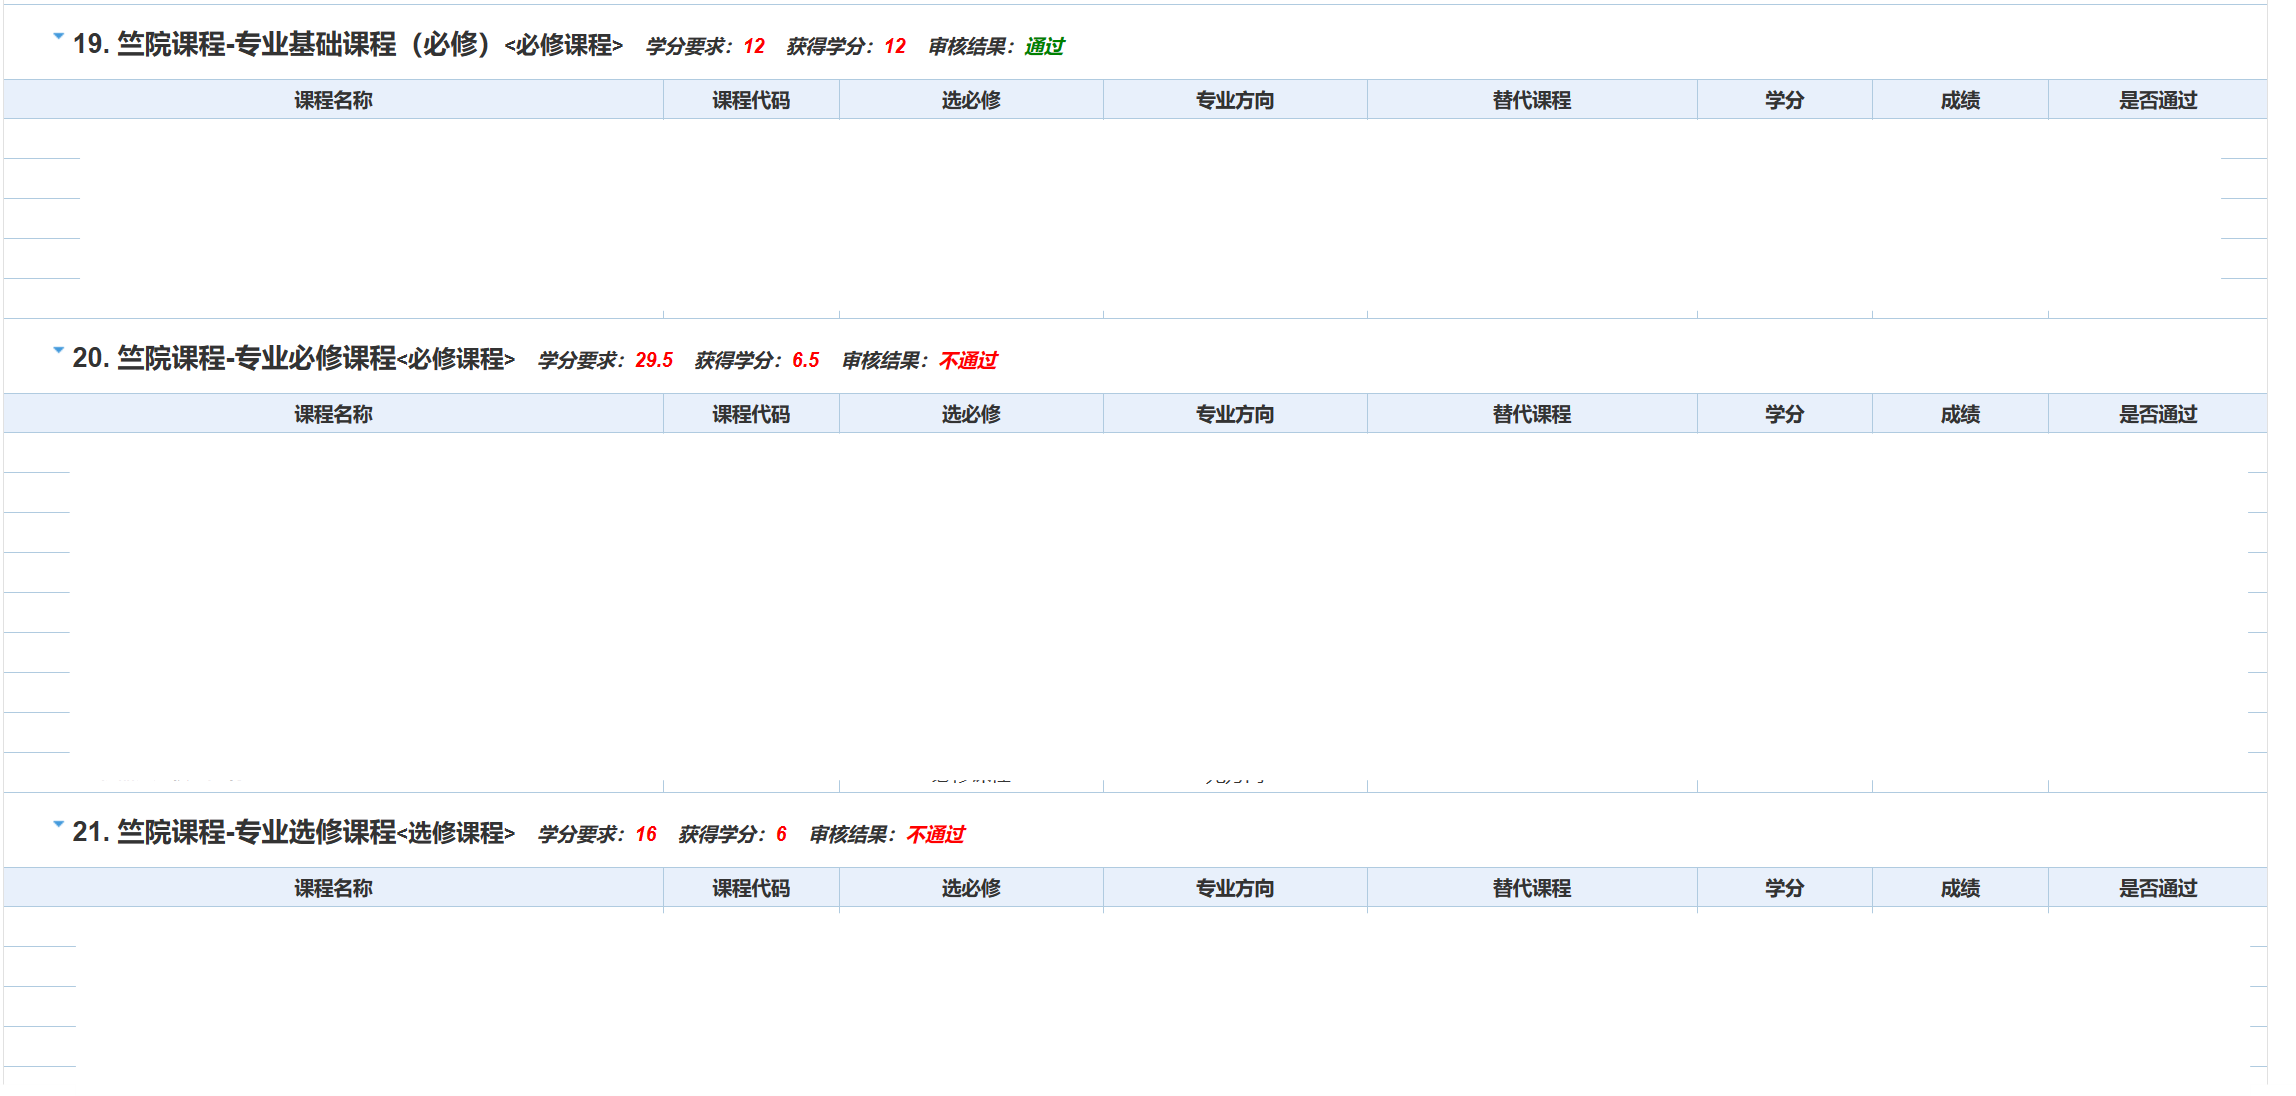 19. 竺院课程-专业基础课程（必修）<必修课程> 学分要求：12 获得学分：12 审核结果：通过
课程名称 课程代码 选必修 专业方向 替代课程 学分 成绩 是否通过
20. 竺院课程-专业必修课程<必修课程> 学分要求：29.5 获得学分：6.5 审核结果：不通过
课程名称 课程代码 选必修 专业方向 替代课程 学分 成绩 是否通过
21. 竺院课程-专业选修课程<选修课程> 学分要求：16 获得学分：6 审核结果：不通过
课程名称 课程代码 选必修 专业方向 替代课程 学分 成绩 是否通过